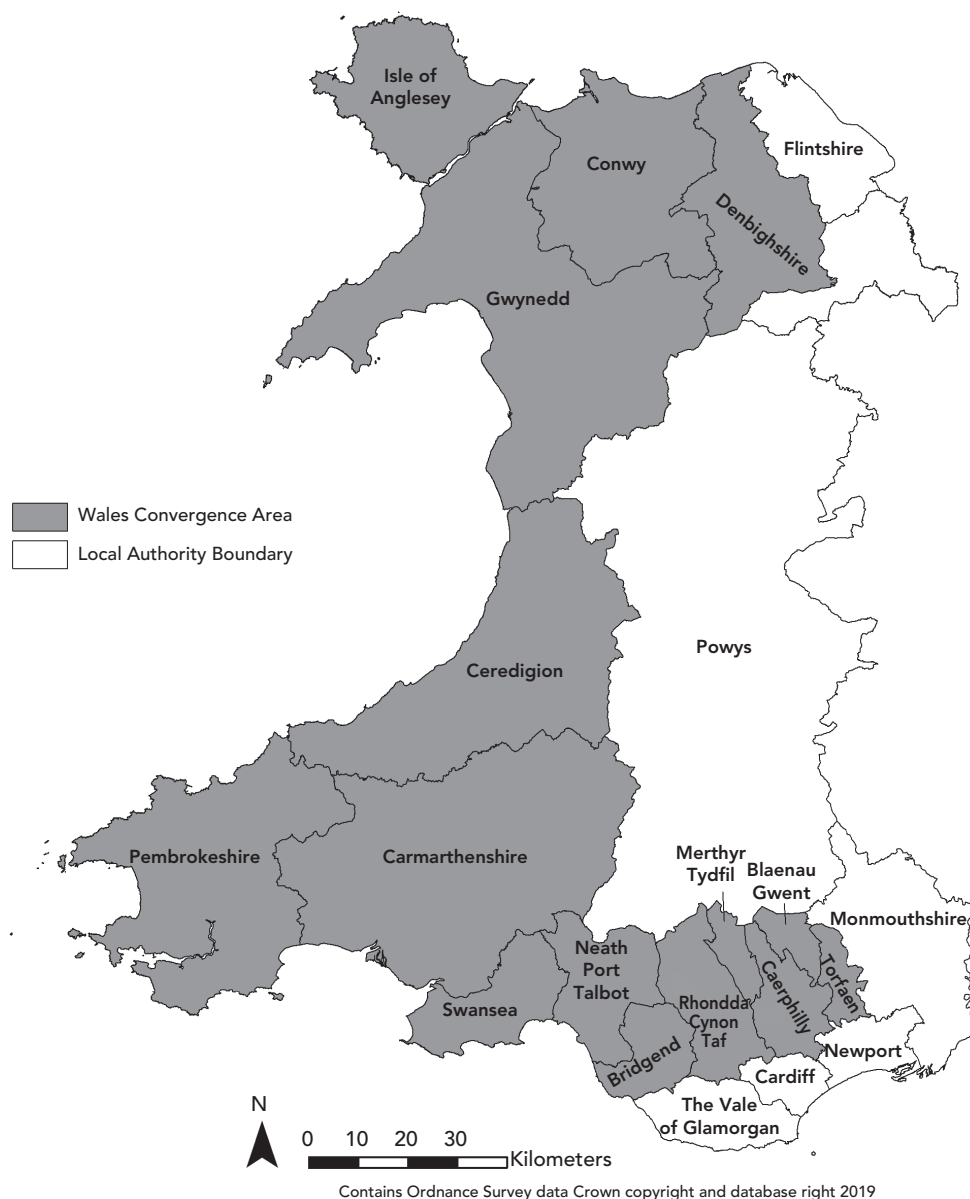 Isle of
Anglesey
Flintshire
Conwy
Denbighshire
Gwynedd
Wales Convergence Area
Local Authority Boundary
Ceredigion
Powys
Pembrokeshire
Carmarthenshire
Merthyr
Tydfil
Blaenau
Gwent
Monmouthshire
Neath
Port
Talbot
Swansea
Rhondda
Cynon
Taf
Caerphilly
Torfaen
Bridgend
Newport
Cardiff
The Vale
of Glamorgan
N
0 10 20 30
Kilometers
Contains Ordnance Survey data Crown copyright and database right 2019